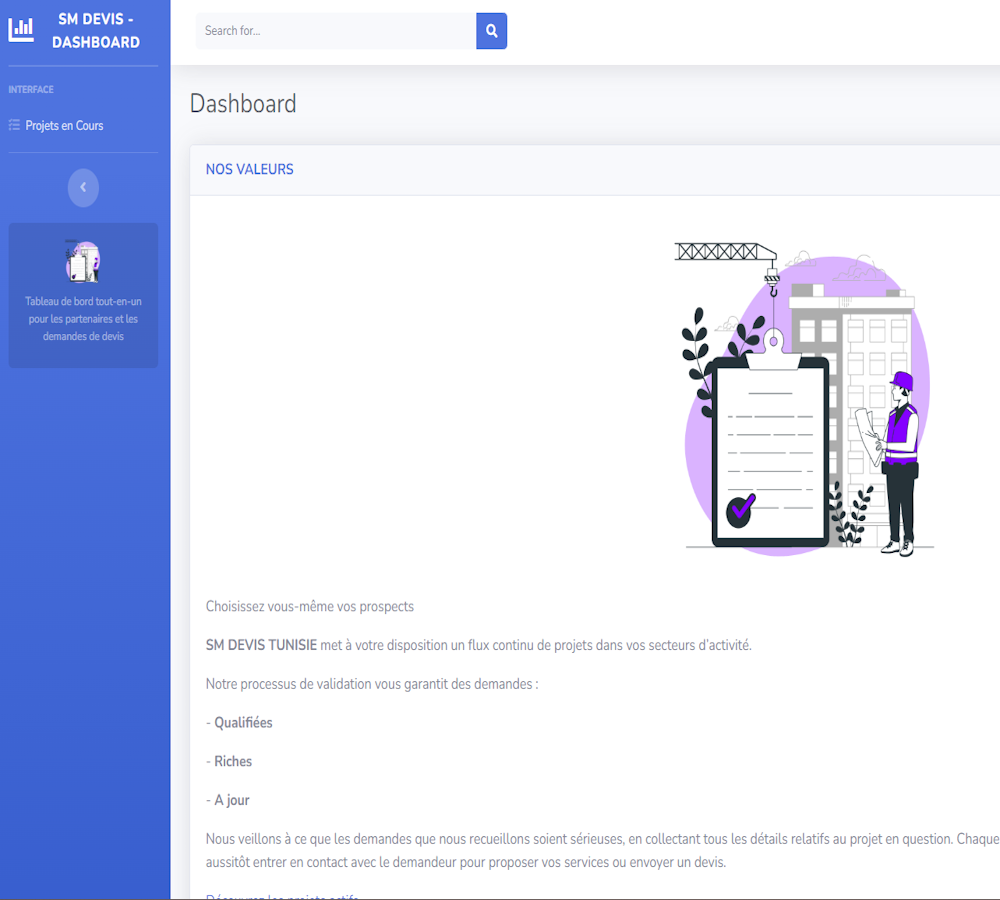 SM DEVIS -
DASHBOARD
INTERFACE
Projets en Cours
Tableau de bord tout-en-un
pour les partenaires et les
demandes de devis
Search for...
Dashboard
NOS VALEURS
Choisissez vous-même vos prospects
SM DEVIS TUNISIE met à votre disposition un flux continu de projets dans vos secteurs d'activité.
Notre processus de validation vous garantit des demandes :
- Qualifiées
- Riches
- A jour
Nous veillons à ce que les demandes que nous recueillons soient sérieuses, en collectant tous les détails relatifs au projet en question. Chaque
aussitôt entrer en contact avec le demandeur pour proposer vos services ou envoyer un devis.
Découvrez les projets actifs